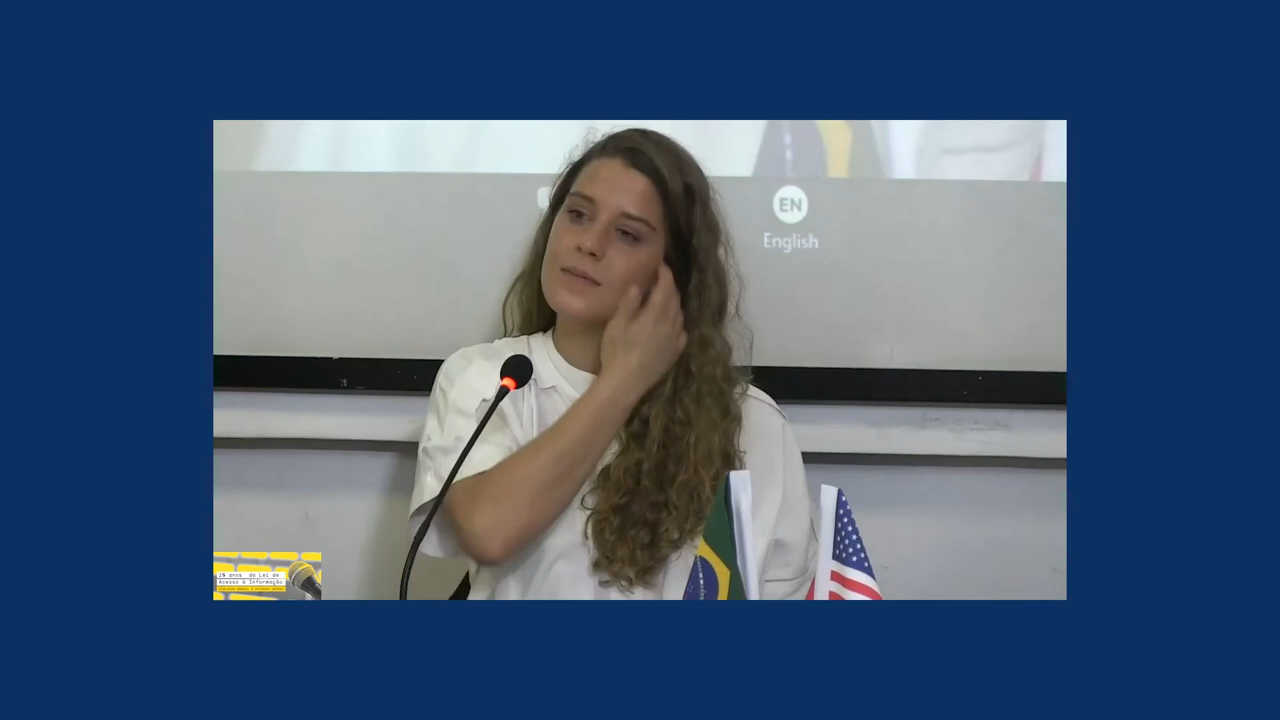 EN
English
10 anos da Lei de
Acesso à Informação